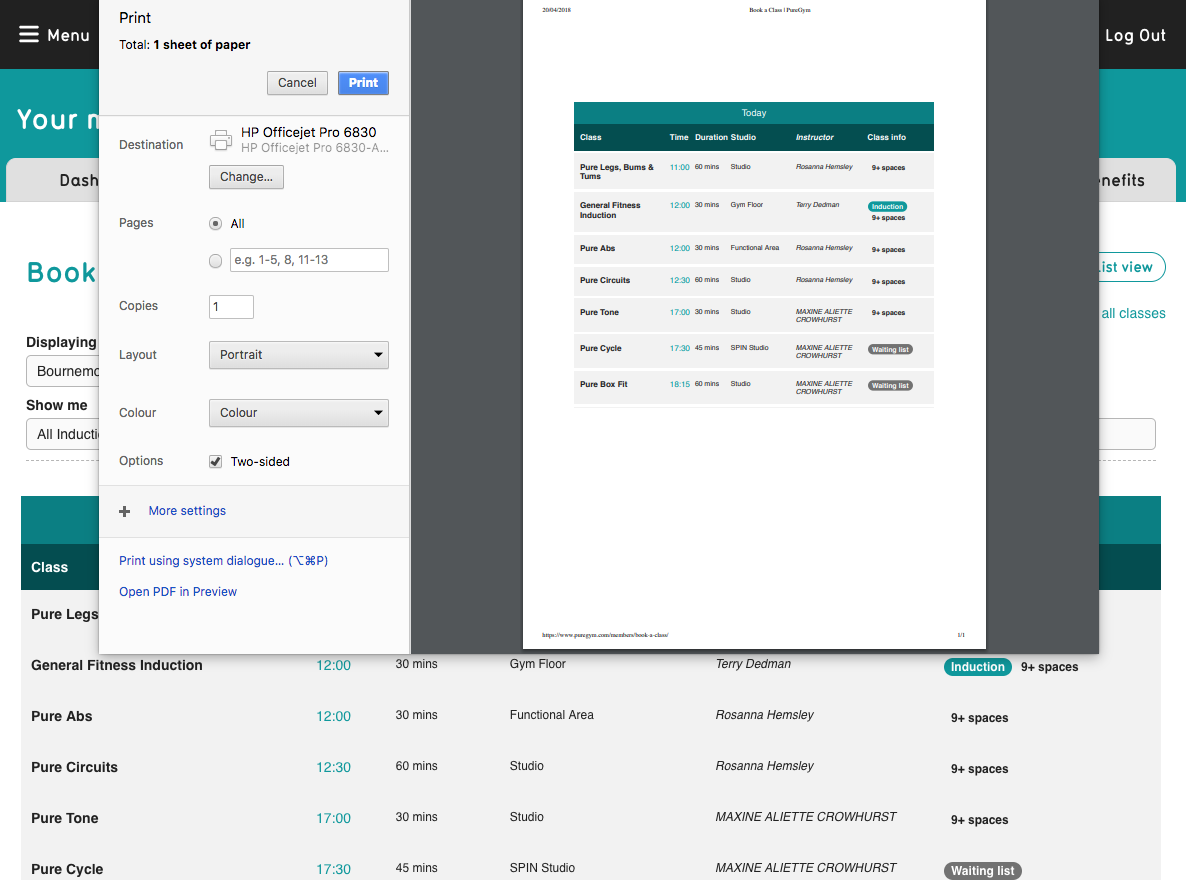 Menu
Log Out
Your m
Dash
nefits
Book
ist view
all classes
Displaying
Bournemo
Show me
All Inductio
Class
Pure Legs
General Fitness Induction 12:00 30 mins Gym Floor Terry Dedman Induction 9+ spaces
Pure Abs 12:00 30 mins Functional Area Rosanna Hemsley 9+ spaces
Pure Circuits 12:30 60 mins Studio Rosanna Hemsley 9+ spaces
Pure Tone 17:00 30 mins Studio MAXINE ALIETTE CROWHURST 9+ spaces
Pure Cycle 17:30 45 mins SPIN Studio MAXINE ALIETTE CROWHURST Waiting list
Print
Total: 1 sheet of paper
Cancel Print
Destination
HP Officejet Pro 6830
HP Officejet Pro 6830-A...
Change...
Pages
All
e.g. 1-5, 8, 11-13
Copies 1
Layout Portrait
Colour Colour
Options Two-sided
More settings
Print using system dialogue... (⌥⌘P)
Open PDF in Preview
20/04/2018 Book a Class | PureGym
Today
Class Time Duration Studio Instructor Class info
Pure Legs, Bums & 11:00 60 mins Studio Rosanna Hemsley 9+ spaces
Tums
General Fitness 12:00 30 mins Gym Floor Terry Dedman Induction
Induction 9+ spaces
Pure Abs 12:00 30 mins Functional Area Rosanna Hemsley 9+ spaces
Pure Circuits 12:30 60 mins Studio Rosanna Hemsley 9+ spaces
Pure Tone 17:00 30 mins Studio MAXINE ALIETTE 9+ spaces
CROWHURST
Pure Cycle 17:30 45 mins SPIN Studio MAXINE ALIETTE Waiting list
CROWHURST
Pure Box Fit 18:15 60 mins Studio MAXINE ALIETTE Waiting list
CROWHURST
https://www.puregym.com/members/book-a-class/ 1/1